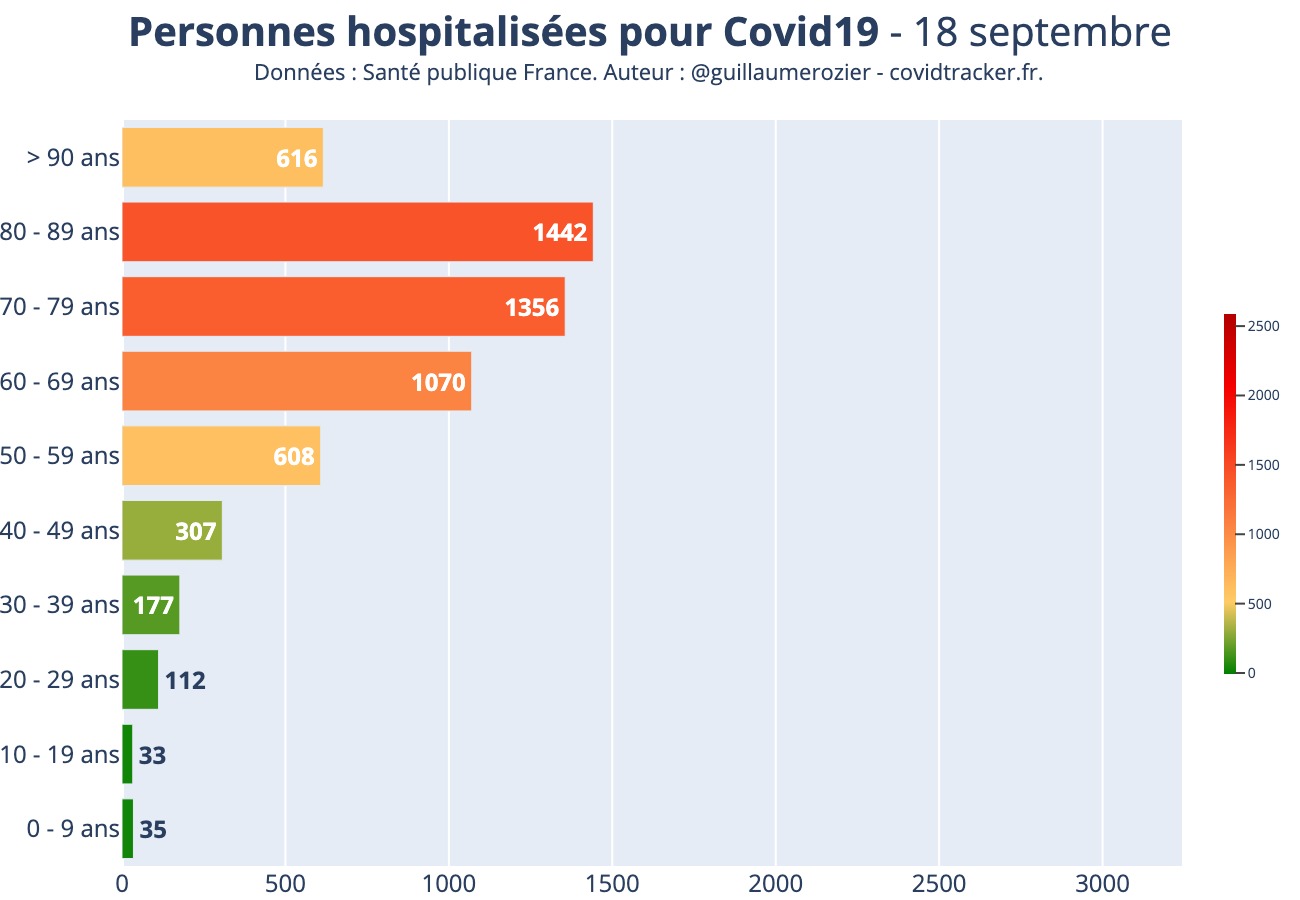 Personnes hospitalisées pour Covid19 - 18 septembre
Données : Santé publique France. Auteur : @guillaumerozier - covidtracker.fr.
> 90 ans 616
80 - 89 ans 1442
70 - 79 ans 1356
60 - 69 ans 1070
50 - 59 ans 608
40 - 49 ans 307
30 - 39 ans 177
20 - 29 ans 112
10 - 19 ans 33
0 - 9 ans 35
0 500 1000 1500 2000 2500 3000
2500
2000
1500
1000
500
0